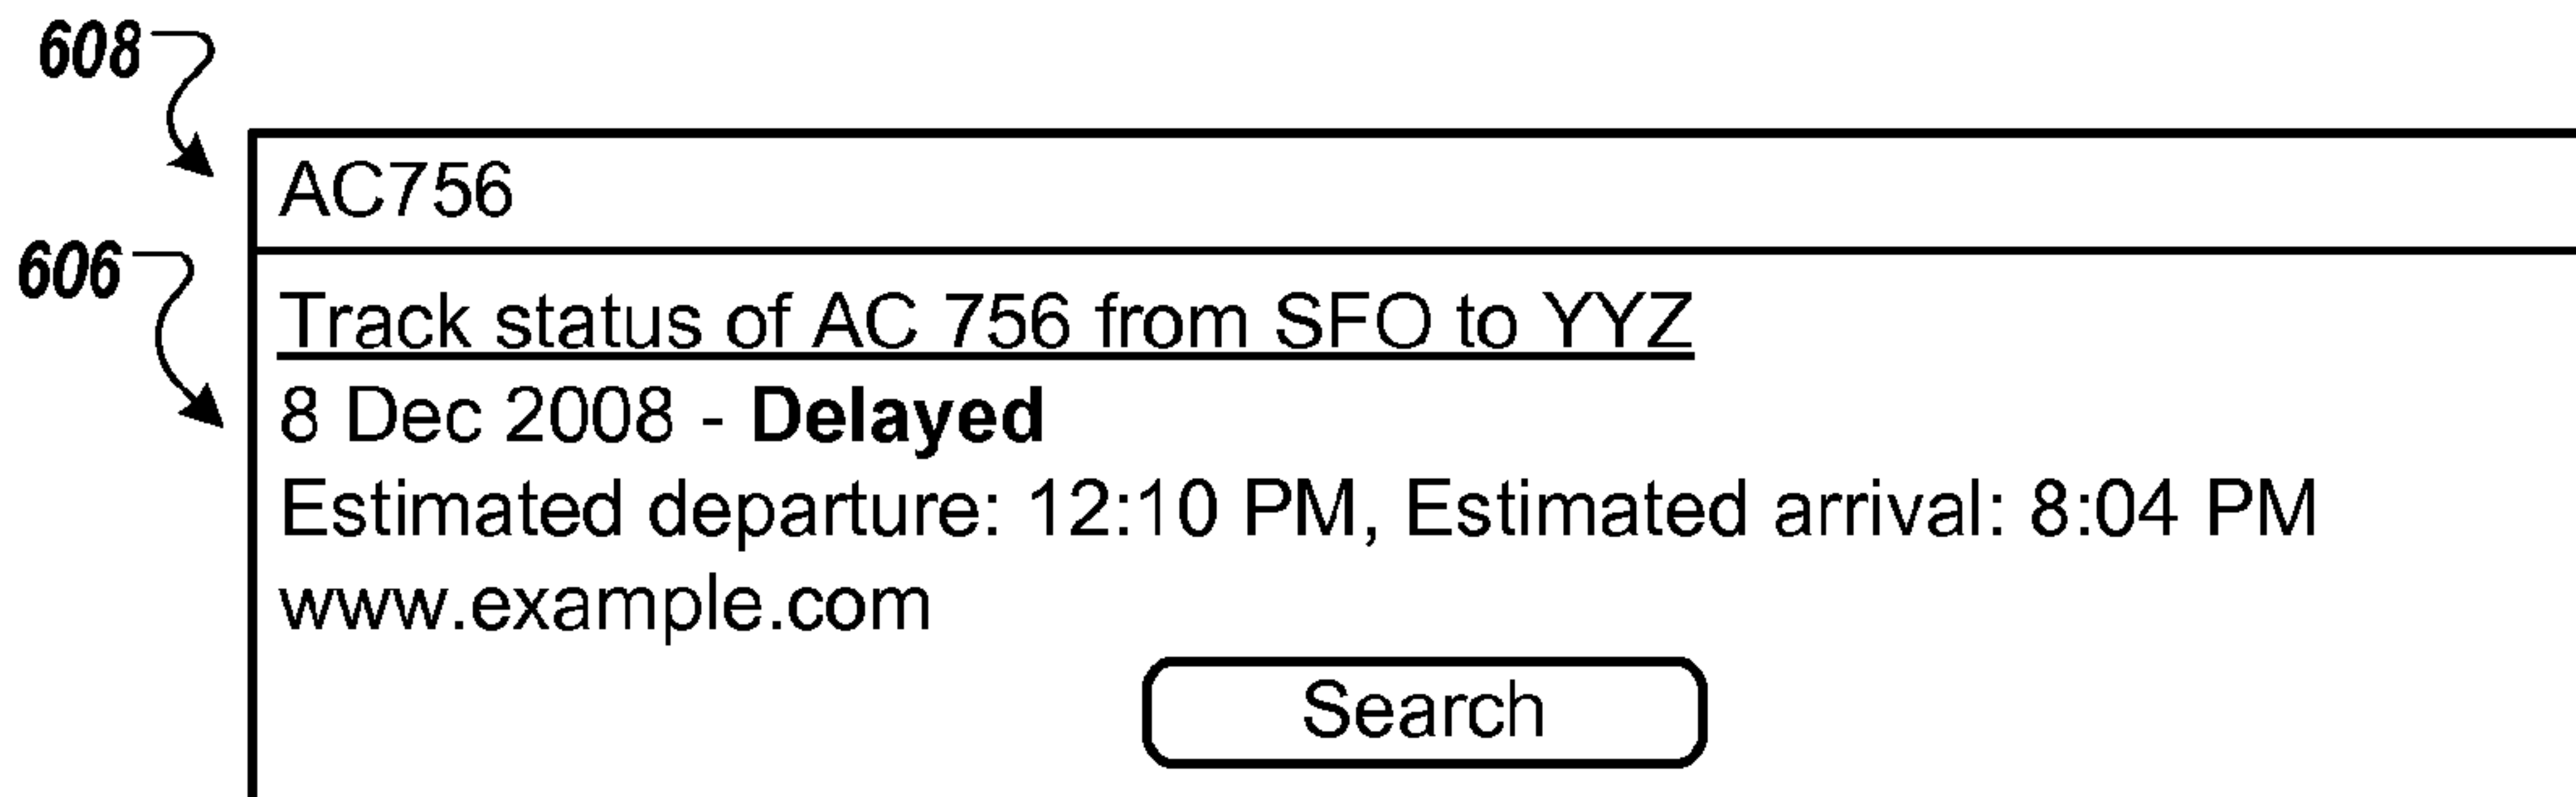 608
AC756
606
Track status of AC 756 from SFO to YYZ
8 Dec 2008 - Delayed
Estimated departure: 12:10 PM, Estimated arrival: 8:04 PM
www.example.com
Search